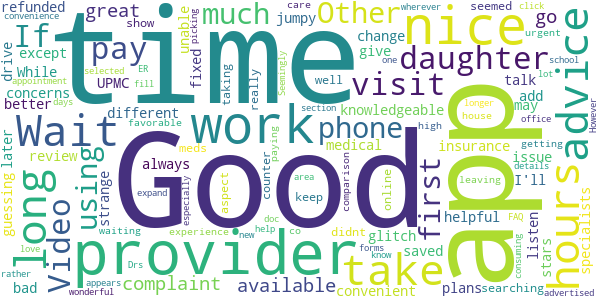 refunded
convenience
great
show
much
unable
care
jumpy
Other
wherever
nice
click
urgent
go
school
drive
If
except
pay
UPMC
While
concerns
better
ER
fill
picking
fixed
time
taking
really
Seemingly
well
seemed
change
give
daughter
one
visit
talk
lot
add
may
advice
appointment
selected
days
different
favorable
section
paying
high
Wait
work
phone
knowledgeable
comparison
longer
house
office
However
later
review
always
meds
Good
medical
insurance
getting
details
app
issue
I'll
guessing
long
using
strange
especially
expand
aspect
counter
area
keep
online
first
leaving
helpful
FAQ
listen
stars
hours
specialists
Video
waiting
love
experience
provider
new
doc
help
co
available
didnt
forms
know
glitch
saved
take
convenient
plans
searching
consuming
advertised
rather
bad
appears
wonderful
Drs
complaint